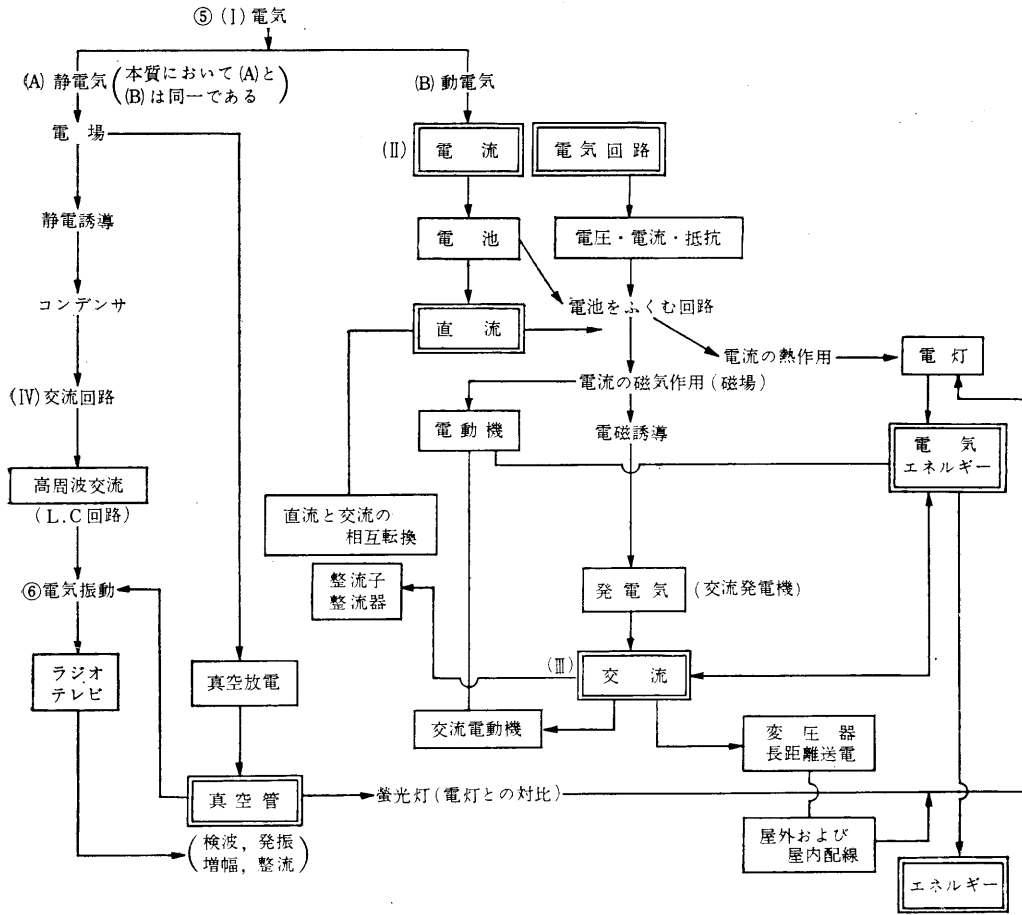 ⑤ (I) 電気
(A) 静電気
(本質において (A)と
(B) は同一である)
(B) 動電気
電場
(II)
電流
電気回路
静電誘導
電池
電圧・電流・抵抗
コンデンサ
電池をふくむ回路
直流
電流の熱作用
電灯
電流の磁気作用 (磁場)
(IV) 交流回路
電動機
電磁誘導
電気
エネルギー
高周波交流
(L.C 回路)
直流と交流の
相互転換
整流子
整流器
⑥電気振動
発電気
(交流発電機)
ラジオ
テレビ
真空放電
(III)
交流
交流電動機
変圧器
長距離送電
真空管
螢光灯 (電灯との対比)
(検波, 発振
増幅, 整流)
屋外および
屋内配線
エネルギー